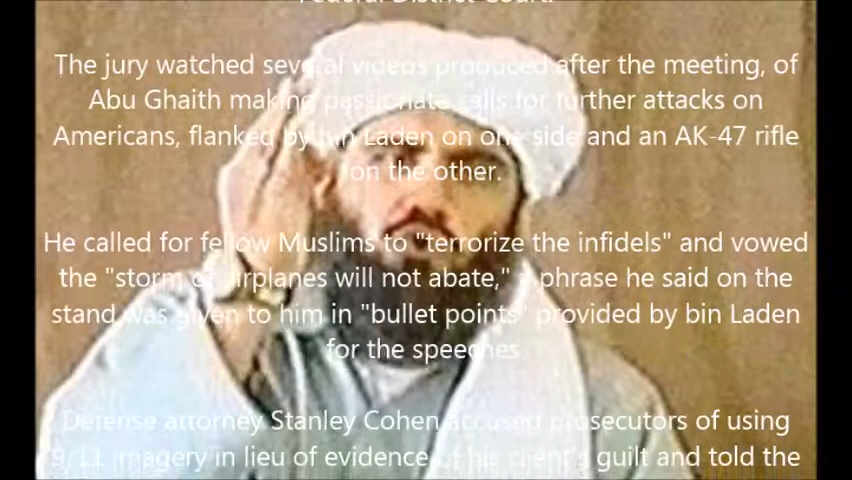 Federal District Court.
The jury watched several videos produced after the meeting, of
Abu Ghaith making passionate calls for further attacks on
Americans, flanked by bin Laden on one side and an AK-47 rifle
on the other.
He called for fellow Muslims to "terrorize the infidels" and vowed
the "storm of airplanes will not abate," a phrase he said on the
stand was given to him in "bullet points" provided by bin Laden
for the speeches.
Defense attorney Stanley Cohen accused prosecutors of using
9/11 imagery in lieu of evidence of his client's guilt and told the